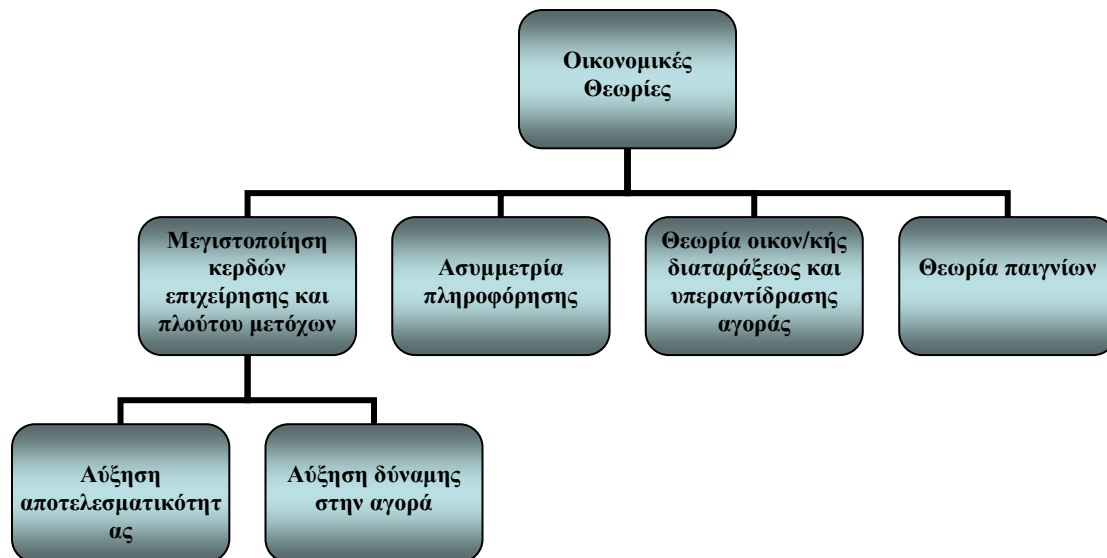 Οικονομικές
Θεωρίες
Μεγιστοποίηση
κερδών
επιχείρησης και
πλούτου μετόχων
Ασυμμετρία
πληροφόρησης
Θεωρία οικον/κής
διαταράξεως και
υπεραντίδρασης
αγοράς
Θεωρία παιγνίων
Αύξηση
αποτελεσματικότητ
ας
Αύξηση δύναμης
στην αγορά